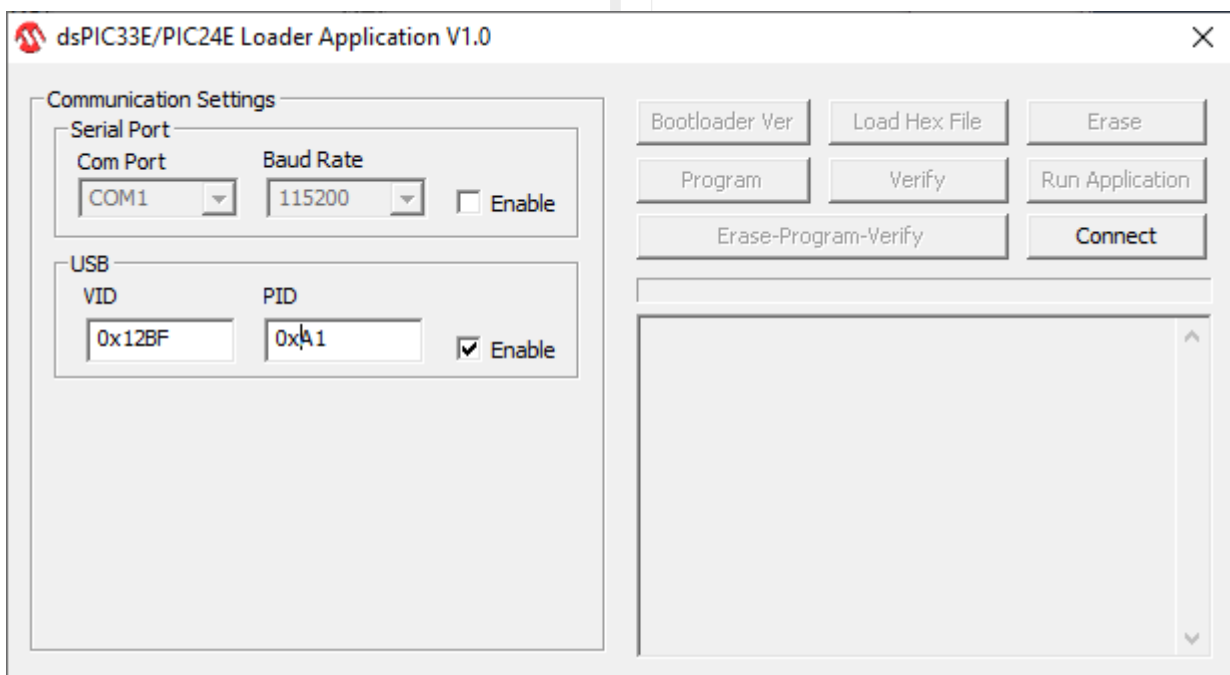 dsPIC33E/PIC24E Loader Application V1.0
Communication Settings
Serial Port
Com Port Baud Rate
COM1 115200 Enable
USB
VID PID
0x12BF 0xA1 Enable
Bootloader Ver Load Hex File Erase
Program Verify Run Application
Erase-Program-Verify Connect